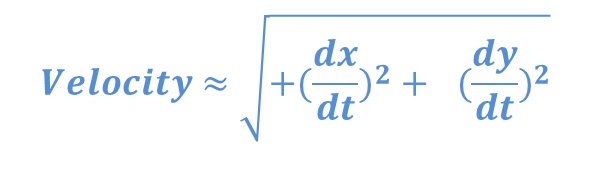 Velocity ≈ √+(dx/dt)² + (dy/dt)²